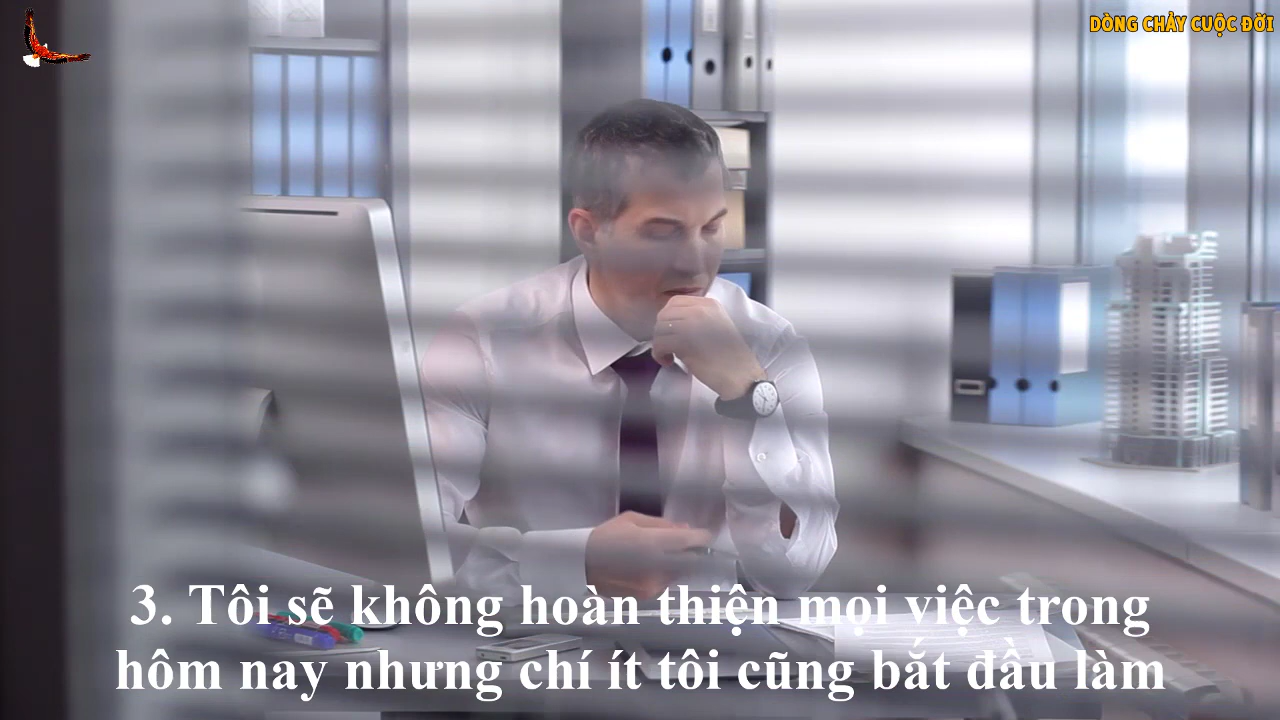 DÒNG CHẢY CUỘC ĐỜI
3. Tôi sẽ không hoàn thiện mọi việc trong
hôm nay nhưng chí ít tôi cũng bắt đầu làm